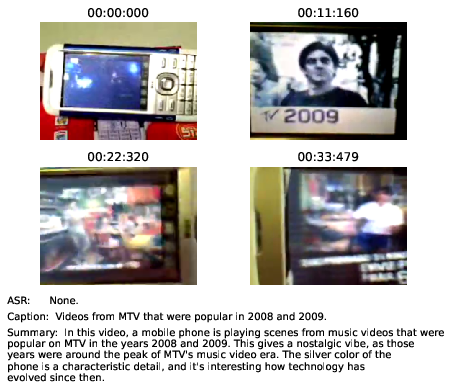 00:00:000
00:11:160
TV 2009
00:22:320
00:33:479
ASR: None.
Caption: Videos from MTV that were popular in 2008 and 2009.
Summary: In this video, a mobile phone is playing scenes from music videos that were
popular on MTV in the years 2008 and 2009. This gives a nostalgic vibe, as those
years were around the peak of MTV's music video era. The silver color of the
phone is a characteristic detail, and it's interesting how technology has
evolved since then.